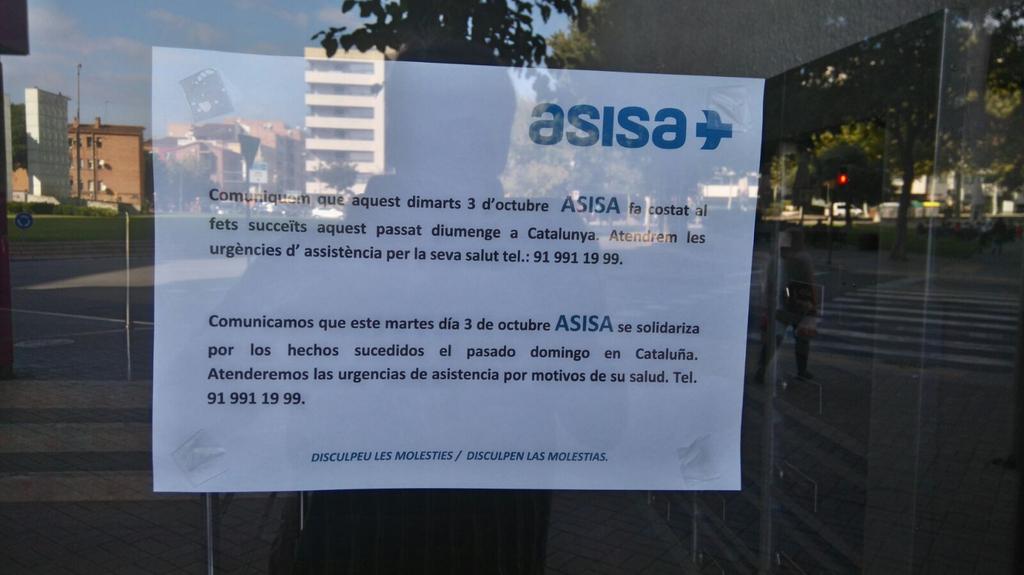 asisa
Comuniquem que aquest dimarts 3 d'octubre ASISA fa costat al
fets succeïts aquest passat diumenge a Catalunya. Atendrem les
urgències d' assistència per la seva salut tel.: 91 991 19 99.
Comunicamos que este martes día 3 de octubre ASISA se solidariza
por los hechos sucedidos el pasado domingo en Cataluña.
Atenderemos las urgencias de asistencia por motivos de su salud. Tel.
91 991 19 99.
DISCULPEU LES MOLESTIES / DISCULPEN LAS MOLESTIAS.